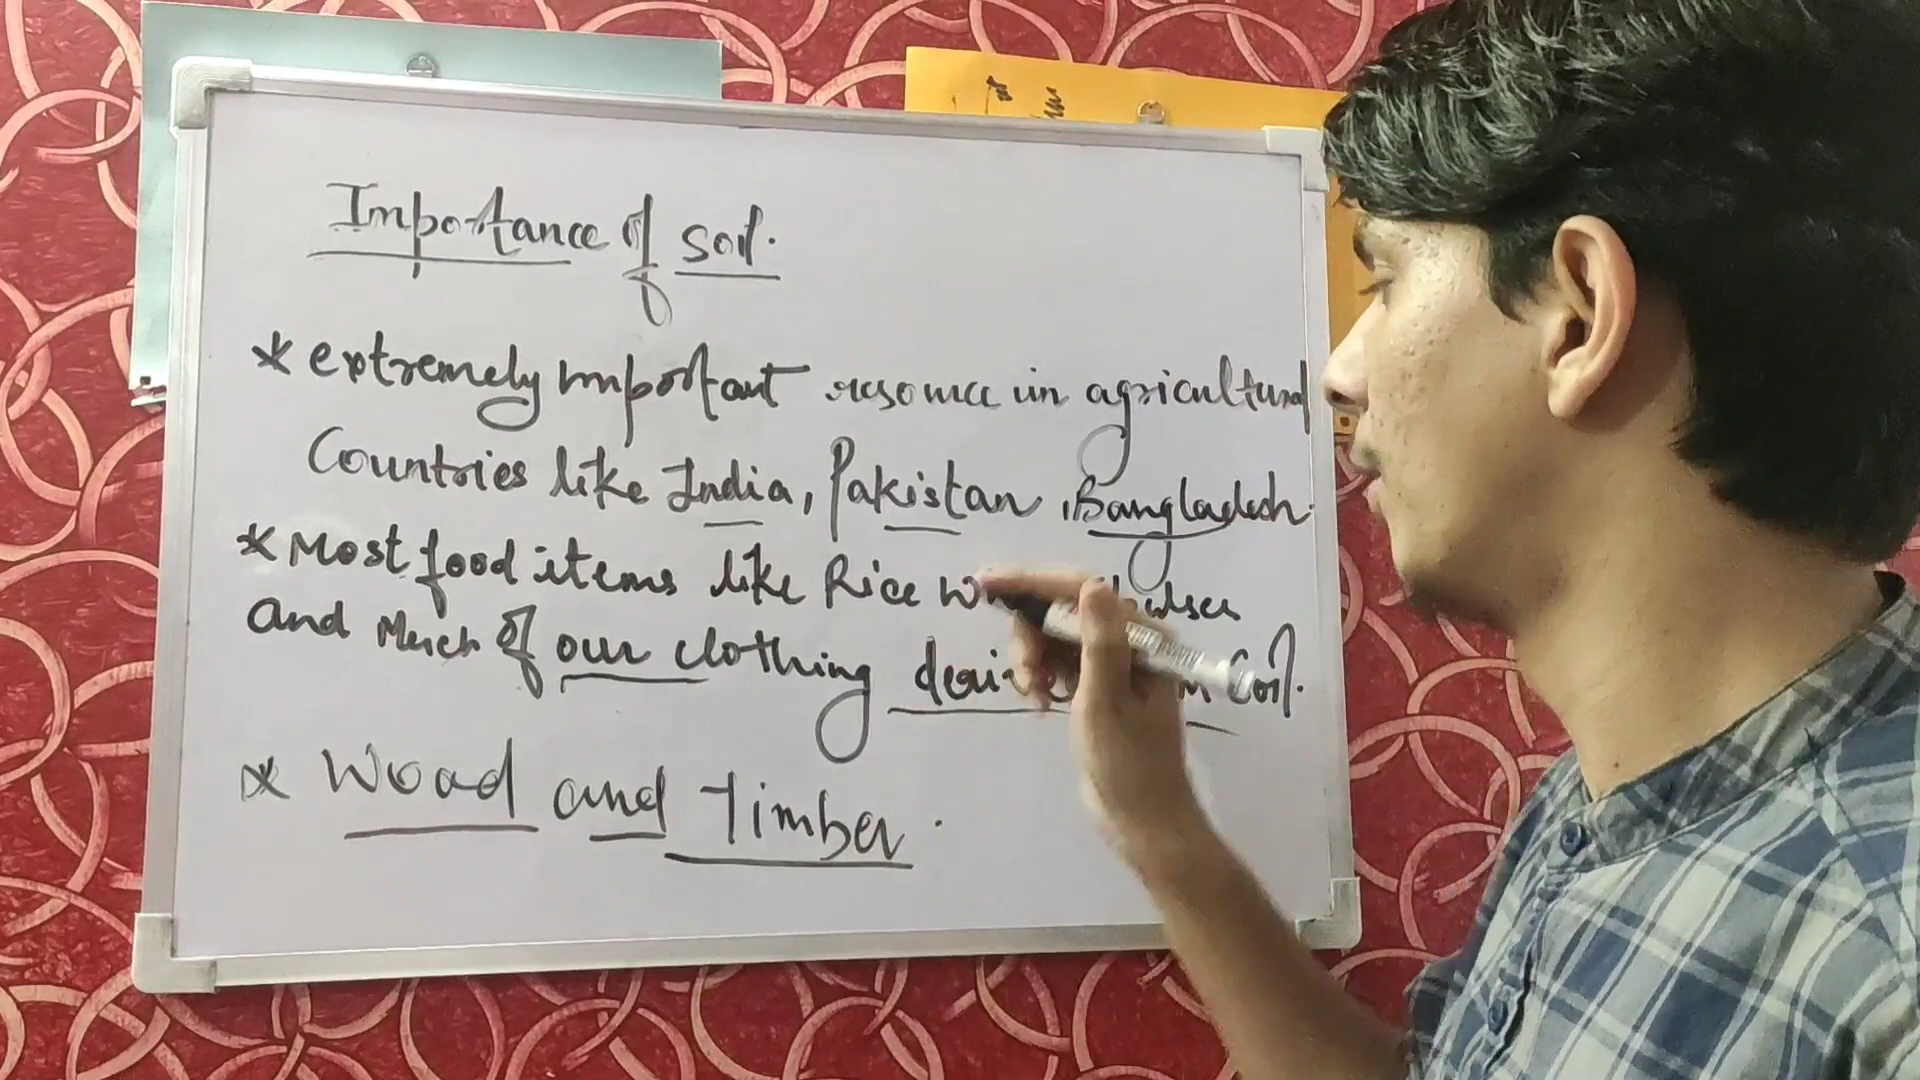 Importance of soil.
* extremely important resource in agricultural
Countries like India, Pakistan, Bangladesh.
* Most food items like Rice
and Much of our clothing
* Wood and Timber.